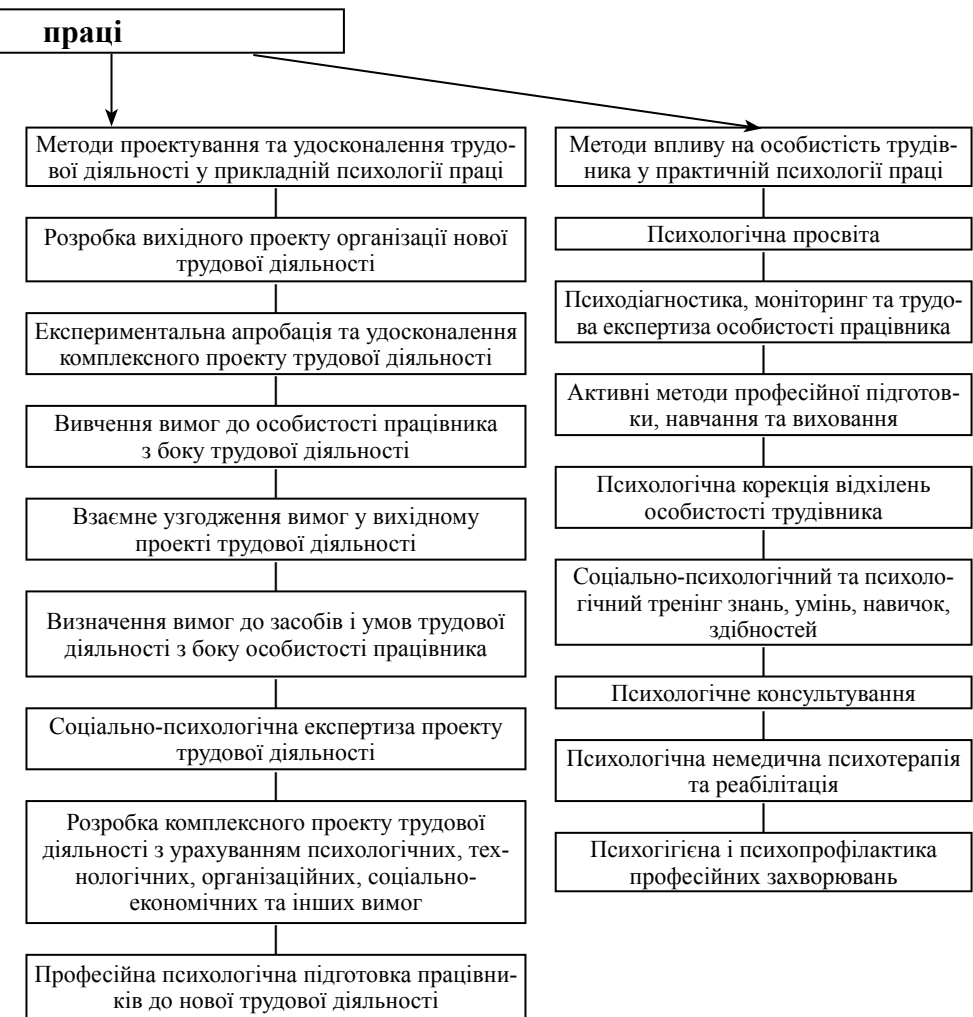 праці
Методи проектування та удосконалення трудо-
вої діяльності у прикладній психології праці
Розробка вихідного проекту організації нової
трудової діяльності
Експериментальна апробація та удосконалення
комплексного проекту трудової діяльності
Вивчення вимог до особистості працівника
з боку трудової діяльності
Взаємне узгодження вимог у вихідному
проекті трудової діяльності
Визначення вимог до засобів і умов трудової
діяльності з боку особистості працівника
Соціально-психологічна експертиза проекту
трудової діяльності
Розробка комплексного проекту трудової
діяльності з урахуванням психологічних, тех-
нологічних, організаційних, соціально-
економічних та інших вимог
Професійна психологічна підготовка працівни-
ків до нової трудової діяльності
Методи впливу на особистість трудів-
ника у практичній психології праці
Психологічна просвіта
Психодіагностика, моніторинг та трудо-
ва експертиза особистості працівника
Активні методи професійної підготов-
ки, навчання та виховання
Психологічна корекція відхілень
особистості трудівника
Соціально-психологічний та психоло-
гічний тренінг знань, умінь, навичок,
здібностей
Психологічне консультування
Психологічна немедична психотерапія
та реабілітація
Психогігієна і психопрофілактика
професійних захворювань